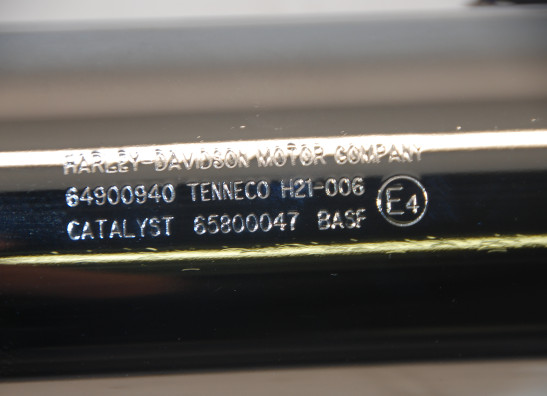 HARLEY-DAVIDSON MOTOR COMPANY
64900940 TENNECO H21-006
CATALYST 65800047 BASF E4